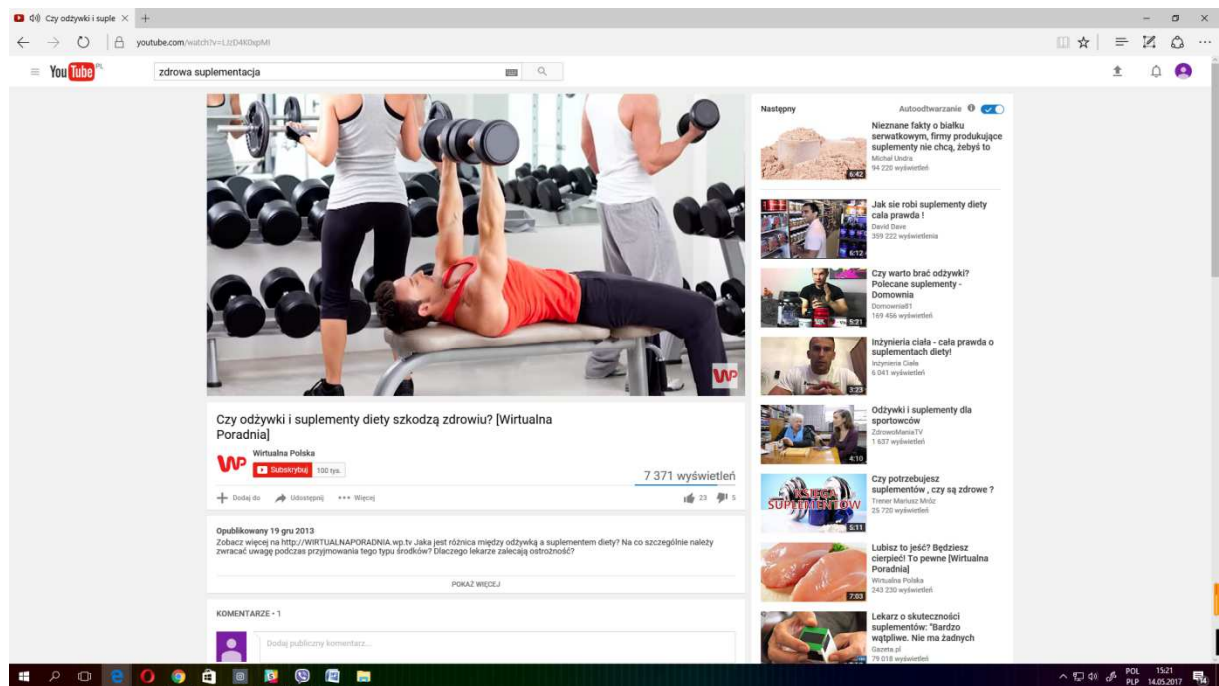 Czy odżywki i suple
youtube.com/watch?v=
You Tube PL
zdrowa suplementacja
WP
Czy odżywki i suplementy diety szkodzą zdrowiu? [Wirtualna
Poradnia]
WP
Wirtualna Polska
Subskrybuj 100 tys.
7 371 wyświetleń
Dodaj do Udostępnij Więcej
23 5
Opublikowany 19 gru 2013
Zobacz więcej na http://WIRTUALNAPORADNIA.wp.tv Jaka jest różnica między odżywką a suplementem diety? Na co szczególnie należy
zwracać uwagę podczas przyjmowania tego typu środków? Dlaczego lekarze zalecają ostrożność?
POKAŻ WIĘCEJ
KOMENTARZE • 1
Dodaj publiczny komentarz...
Następny
Autoodtwarzanie
Nieznane fakty o białku
serwatkowym, firmy produkujące
suplementy nie chcą, żebyś to
Michał Undra
94 220 wyświetleń
6:42
Jak sie robi suplementy diety
cala prawda !
David Dave
359 222 wyświetlenia
6:12
Czy warto brać odżywki?
Polecane suplementy -
Domownia
Domownia81
169 456 wyświetleń
5:21
Inżynieria ciała - cała prawda o
suplementach diety!
Inżynieria Ciała
6 041 wyświetleń
3:23
Odżywki i suplementy dla
sportowców
ZdrowoManiaTV
1 637 wyświetleń
4:10
KSIĘGA
SUPLEMENTÓW
Czy potrzebujesz
suplementów , czy są zdrowe ?
Trener Mariusz Mróz
25 720 wyświetleń
5:11
Lubisz to jeść? Będziesz
cierpieć! To pewne [Wirtualna
Poradnia]
Wirtualna Polska
243 230 wyświetleń
7:03
Lekarz o skuteczności
suplementów: "Bardzo
wątpliwe. Nie ma żadnych
Gazeta.pl
79 018 wyświetleń
POL
PLP
15:21
14.05.2017
14